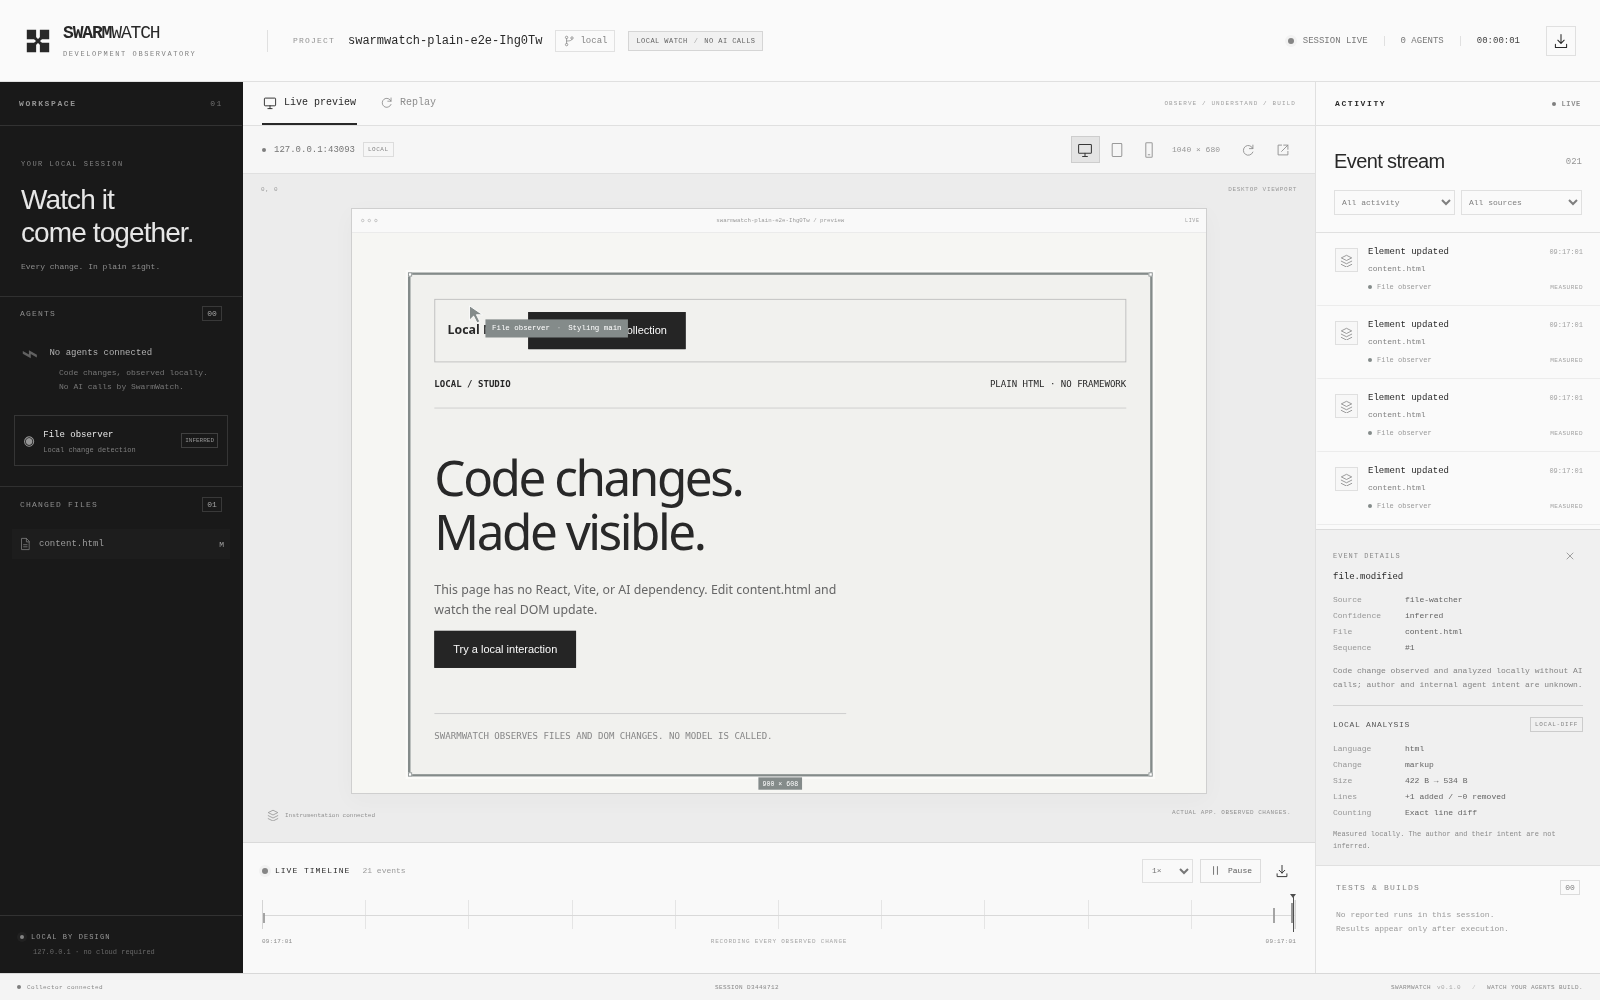 SWARMWATCH
DEVELOPMENT OBSERVATORY
PROJECT swarmwatch-plain-e2e-Ihg0Tw local LOCAL WATCH / NO AI CALLS
SESSION LIVE 0 AGENTS 00:00:01
WORKSPACE 01
YOUR LOCAL SESSION
Watch it
come together.
Every change. In plain sight.
AGENTS 00
No agents connected
Code changes, observed locally.
No AI calls by SwarmWatch.
File observer
Local change detection
INFERRED
CHANGED FILES 01
content.html M
LOCAL BY DESIGN
127.0.0.1 · no cloud required
Live preview Replay OBSERVE / UNDERSTAND / BUILD
127.0.0.1:43093 LOCAL 1040 × 680
0, 0 DESKTOP VIEWPORT
swarmwatch-plain-e2e-Ihg0Tw / preview LIVE
Local
File observer · Styling main
ollection
LOCAL / STUDIO PLAIN HTML · NO FRAMEWORK
Code changes.
Made visible.
This page has no React, Vite, or AI dependency. Edit content.html and
watch the real DOM update.
Try a local interaction
SWARMWATCH OBSERVES FILES AND DOM CHANGES. NO MODEL IS CALLED.
900 × 608
Instrumentation connected ACTUAL APP. OBSERVED CHANGES.
LIVE TIMELINE 21 events 1× Pause
09:17:01 RECORDING EVERY OBSERVED CHANGE 09:17:01
ACTIVITY LIVE
Event stream 021
All activity All sources
Element updated 09:17:01
content.html
File observer MEASURED
Element updated 09:17:01
content.html
File observer MEASURED
Element updated 09:17:01
content.html
File observer MEASURED
Element updated 09:17:01
content.html
File observer MEASURED
EVENT DETAILS
file.modified
Source file-watcher
Confidence inferred
File content.html
Sequence #1
Code change observed and analyzed locally without AI
calls; author and internal agent intent are unknown.
LOCAL ANALYSIS LOCAL-DIFF
Language html
Change markup
Size 422 B → 534 B
Lines +1 added / −0 removed
Counting Exact line diff
Measured locally. The author and their intent are not
inferred.
TESTS & BUILDS 00
No reported runs in this session.
Results appear only after execution.
Collector connected SESSION D3448712 SWARMWATCH v0.1.0 / WATCH YOUR AGENTS BUILD.